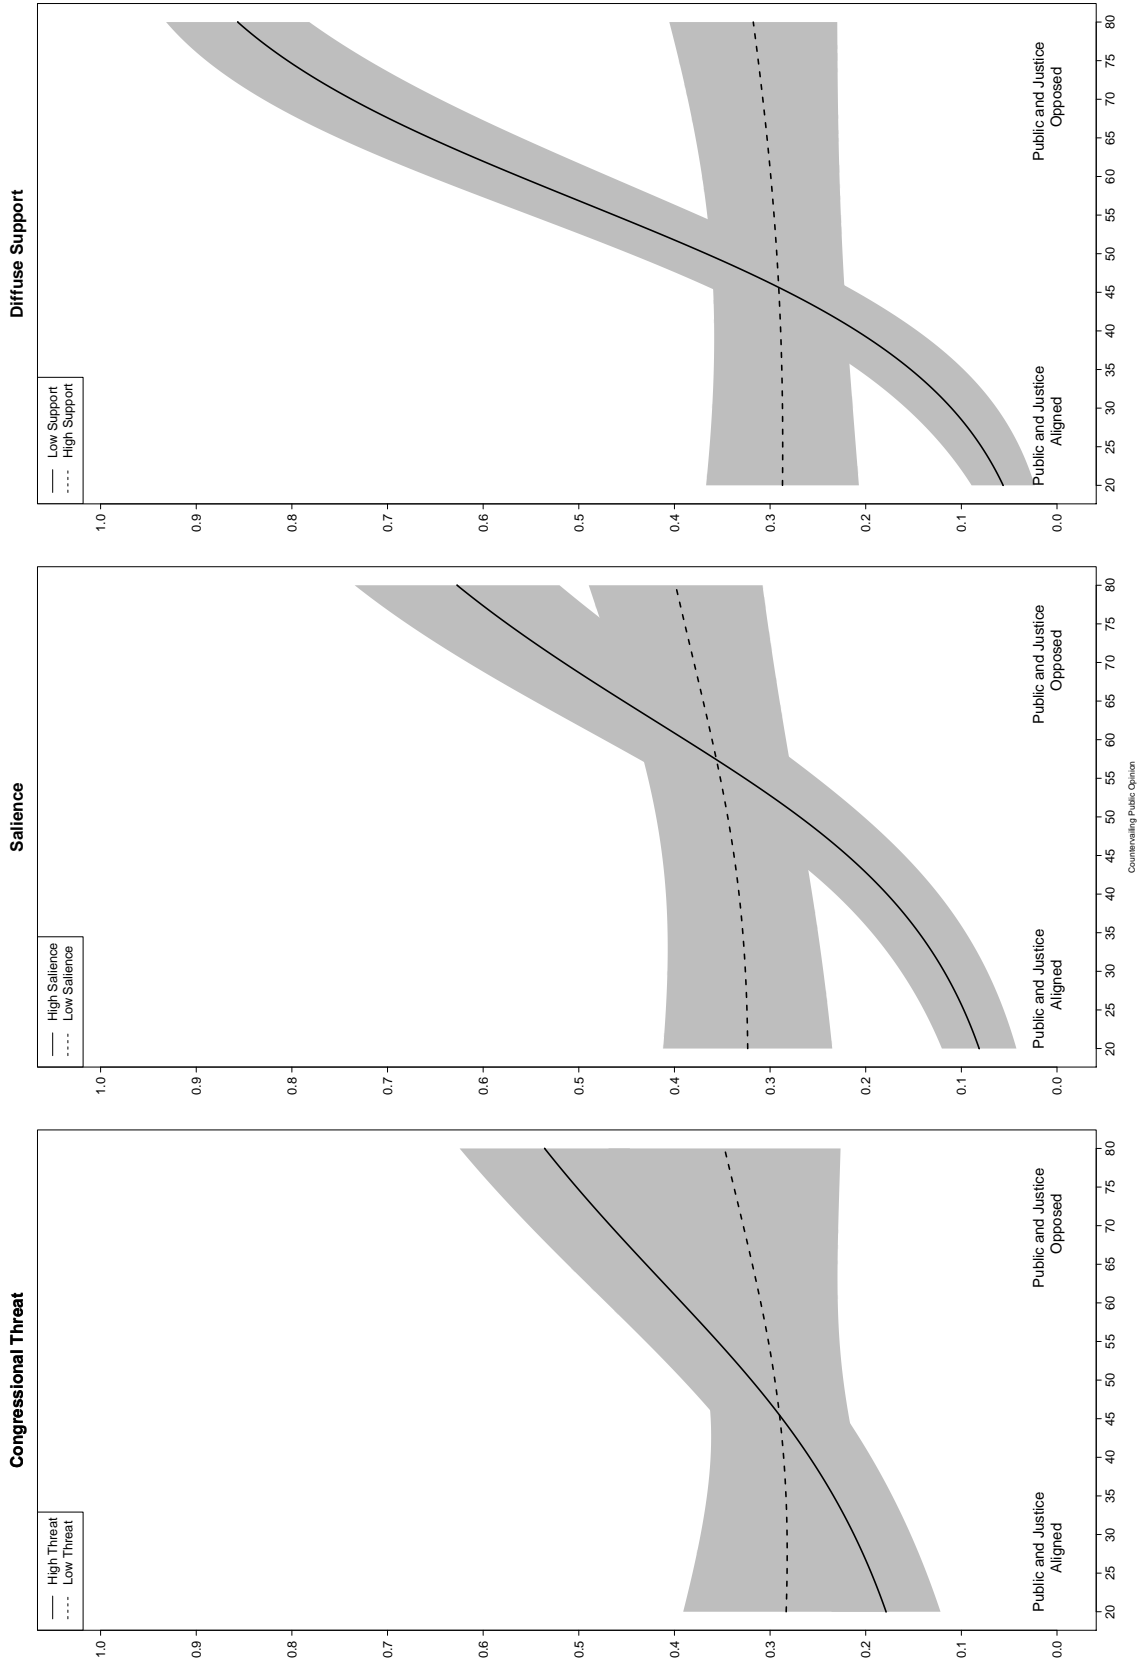 Congressional Threat
High Threat
Low Threat
1.0
0.9
0.8
0.7
0.6
0.5
0.4
0.3
0.2
0.1
0.0
Public and Justice
Aligned
Public and Justice
Opposed
20 25 30 35 40 45 50 55 60 65 70 75 80
Salience
High Salience
Low Salience
1.0
0.9
0.8
0.7
0.6
0.5
0.4
0.3
0.2
0.1
0.0
Public and Justice
Aligned
Public and Justice
Opposed
20 25 30 35 40 45 50 55 60 65 70 75 80
Countervailing Public Opinion
Diffuse Support
Low Support
High Support
1.0
0.9
0.8
0.7
0.6
0.5
0.4
0.3
0.2
0.1
0.0
Public and Justice
Aligned
Public and Justice
Opposed
20 25 30 35 40 45 50 55 60 65 70 75 80